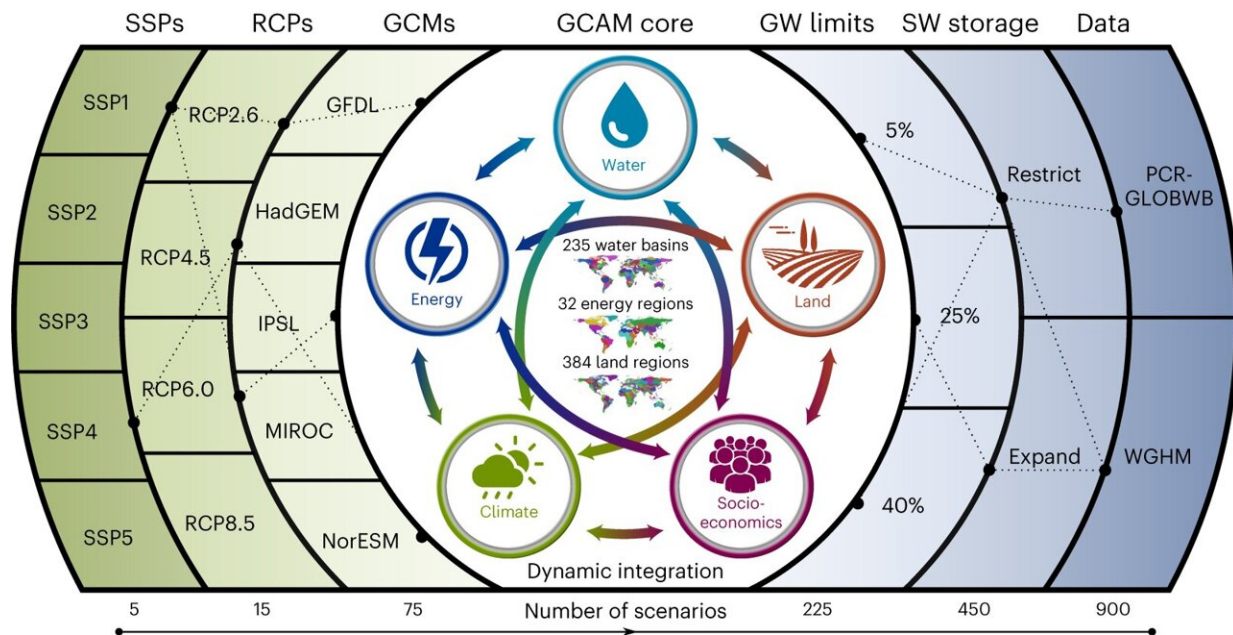 SSPs RCPs GCMs GCAM core GW limits SW storage Data
SSP1
SSP2
SSP3
SSP4
SSP5
RCP2.6
RCP4.5
RCP6.0
RCP8.5
GFDL
HadGEM
IPSL
MIROC
NorESM
Water
Energy
Land
Climate
Socio-
economics
235 water basins
32 energy regions
384 land regions
Dynamic integration
5%
25%
40%
Restrict
Expand
PCR-
GLOBWB
WGHM
5 15 75 Number of scenarios 225 450 900